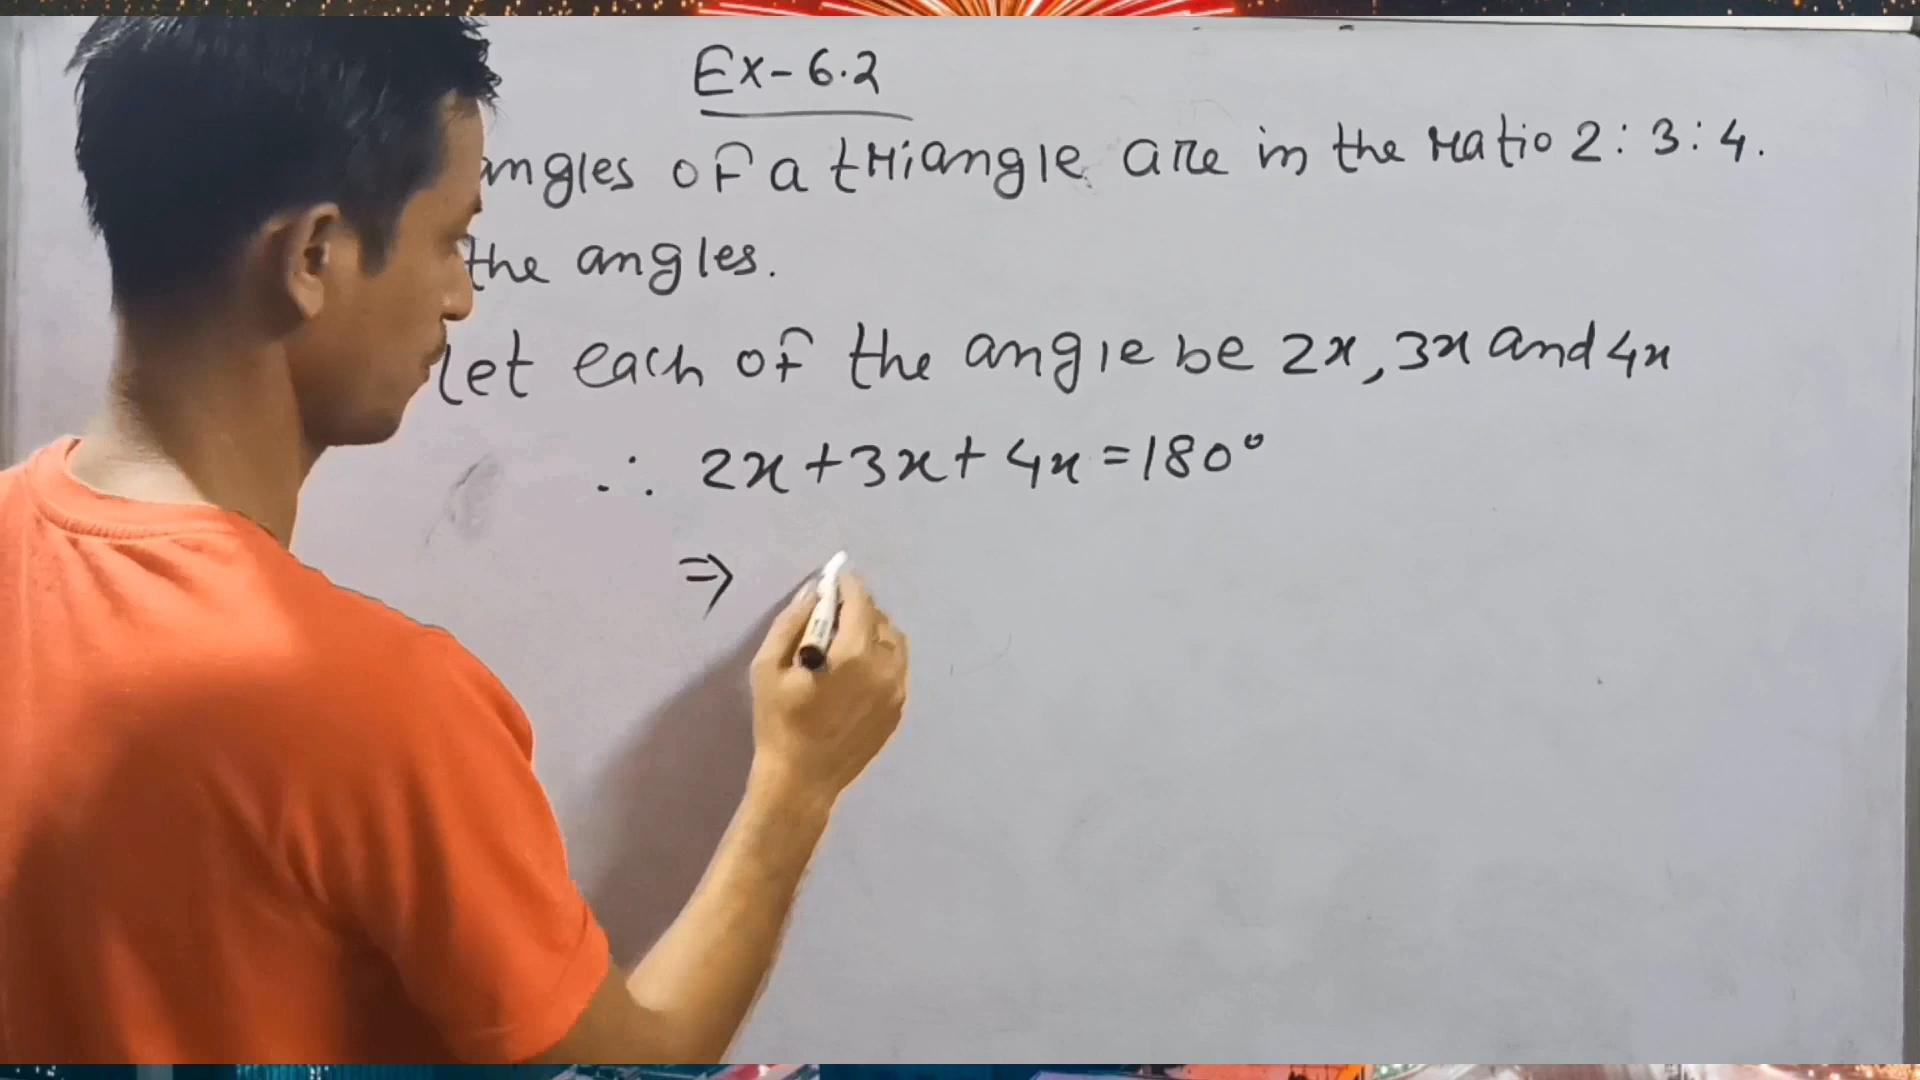 Ex-6.2
angles of a triangle are in the ratio 2:3:4.
the angles.
Let each of the angle be 2x, 3x and 4x
∴ 2x+3x+4x=180°
⇒